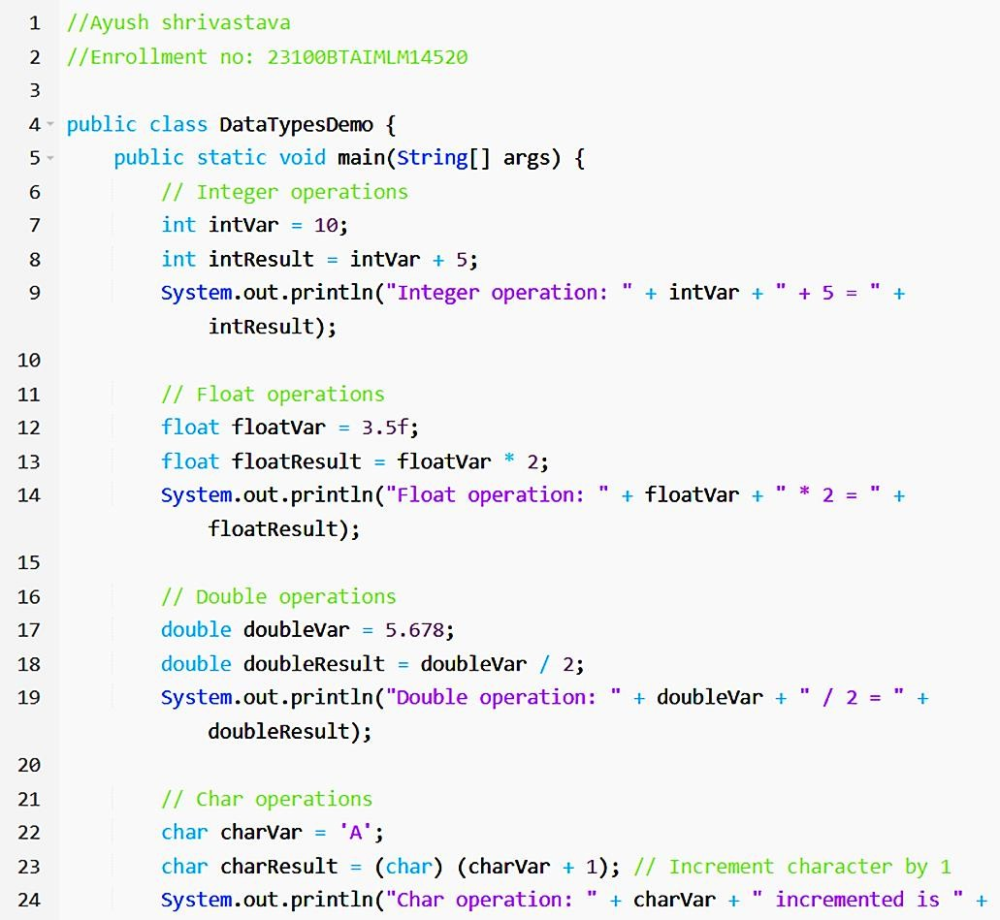 1 //Ayush shrivastava
2 //Enrollment no: 23100BTAIMLM14520
3
4 public class DataTypesDemo {
5     public static void main(String[] args) {
6         // Integer operations
7         int intVar = 10;
8         int intResult = intVar + 5;
9         System.out.println("Integer operation: " + intVar + " + 5 = " +
            intResult);
10
11         // Float operations
12         float floatVar = 3.5f;
13         float floatResult = floatVar * 2;
14         System.out.println("Float operation: " + floatVar + " * 2 = " +
            floatResult);
15
16         // Double operations
17         double doubleVar = 5.678;
18         double doubleResult = doubleVar / 2;
19         System.out.println("Double operation: " + doubleVar + " / 2 = " +
            doubleResult);
20
21         // Char operations
22         char charVar = 'A';
23         char charResult = (char) (charVar + 1); // Increment character by 1
24         System.out.println("Char operation: " + charVar + " incremented is " +